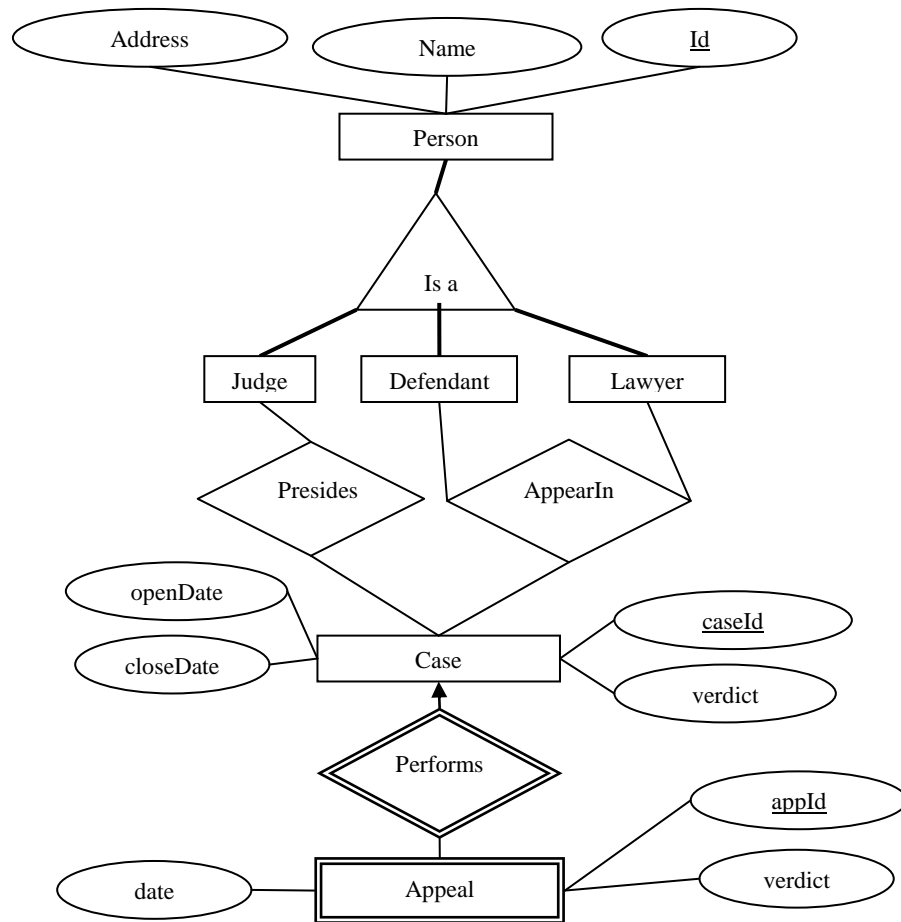 Address
Name
Id
Person
Is a
Judge
Defendant
Lawyer
Presides
AppearIn
openDate
caseId
closeDate
Case
verdict
Performs
appId
date
Appeal
verdict